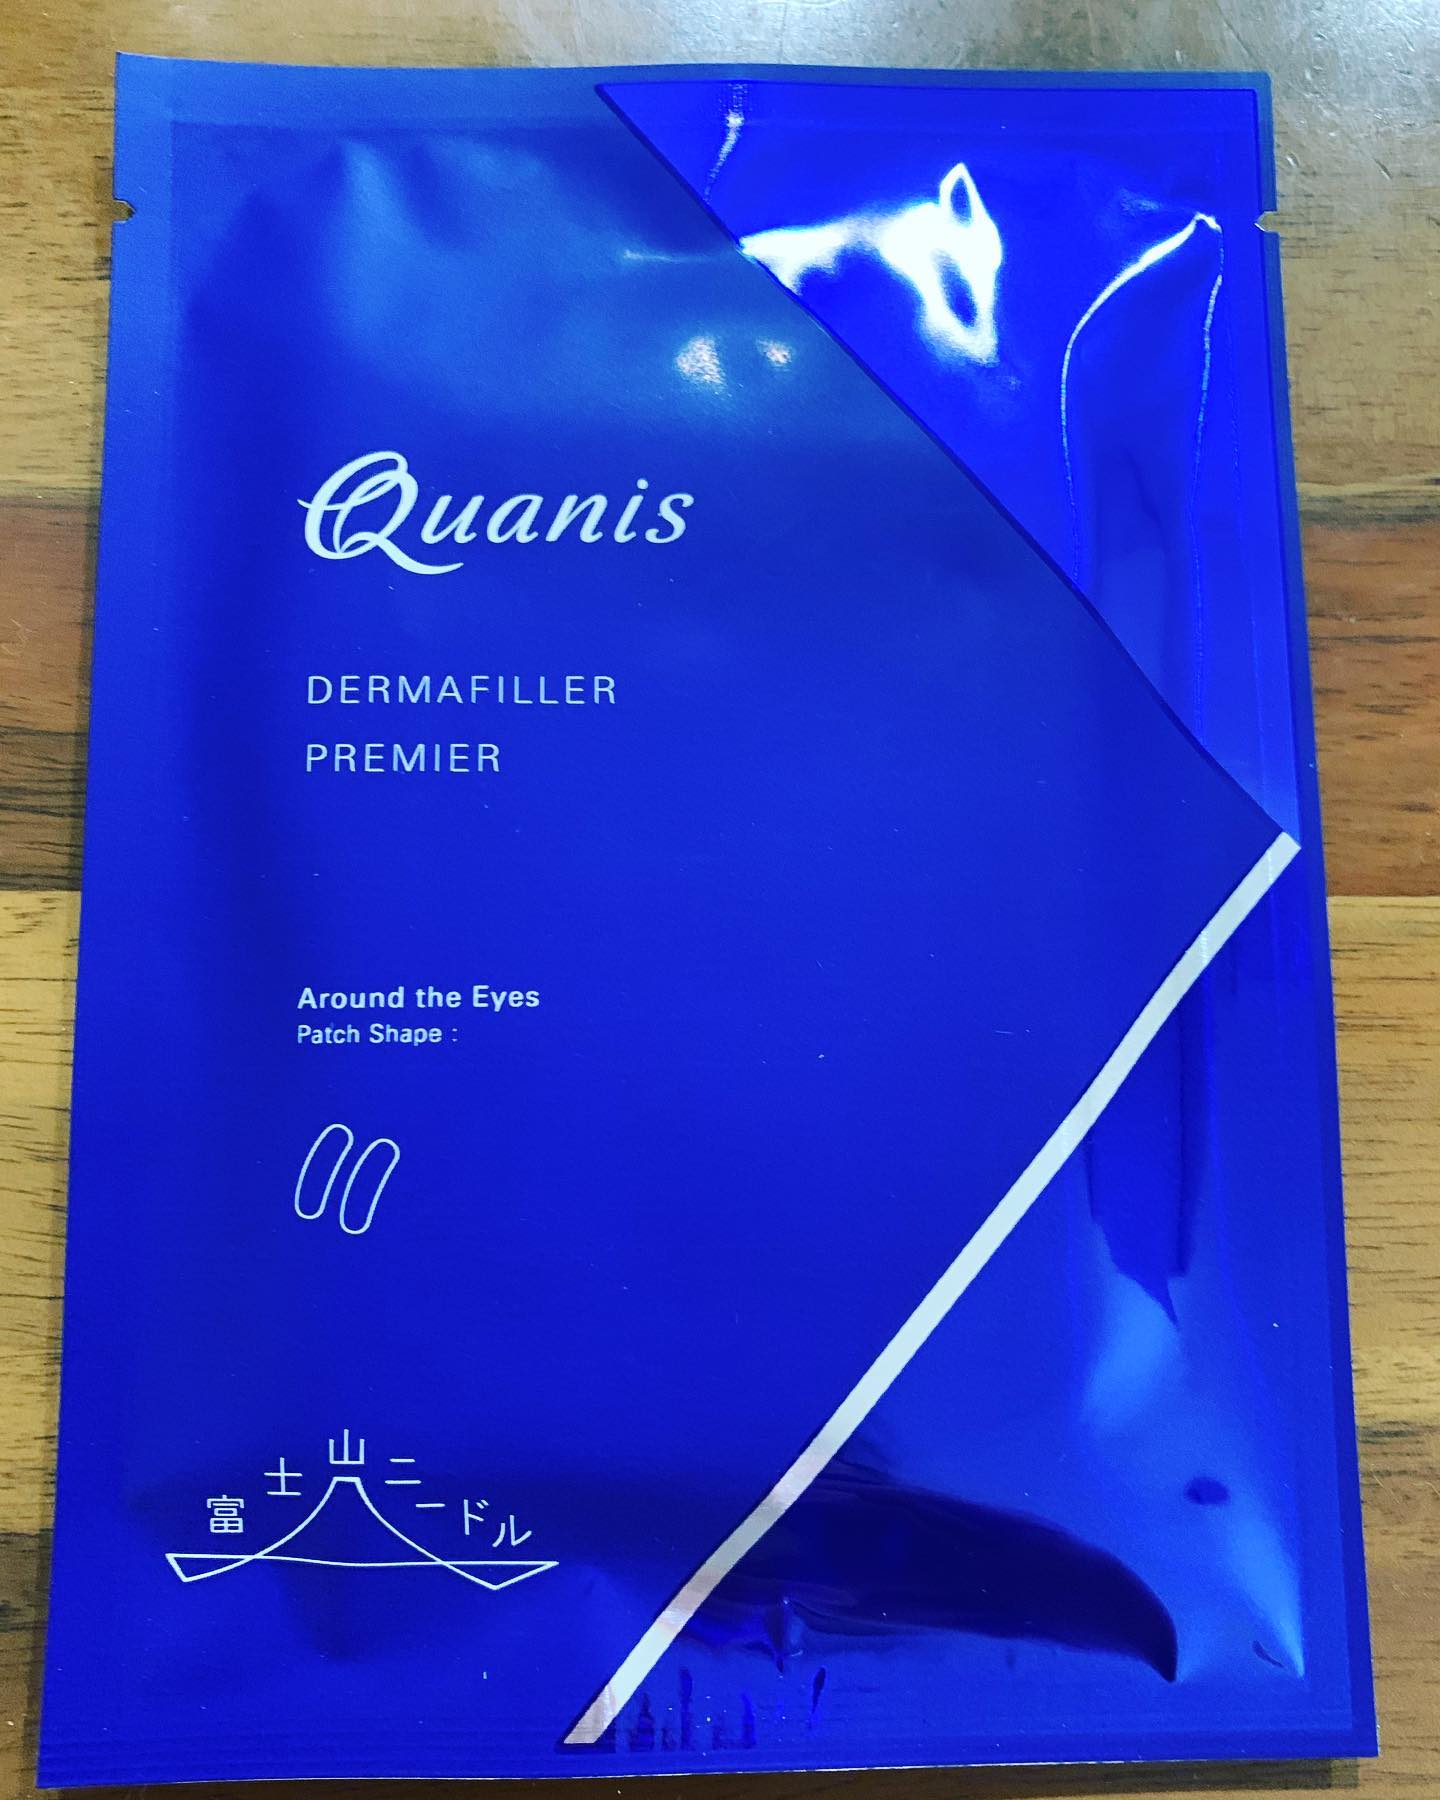 Quanis
DERMAFILLER
PREMIER
Around the Eyes
Patch Shape :
富士山ニードル